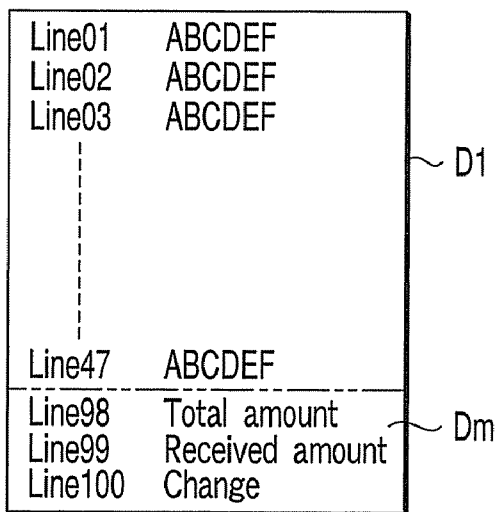 Line01 ABCDEF
Line02 ABCDEF
Line03 ABCDEF
D1
Line47 ABCDEF
Line98 Total amount
Dm
Line99 Received amount
Line100 Change